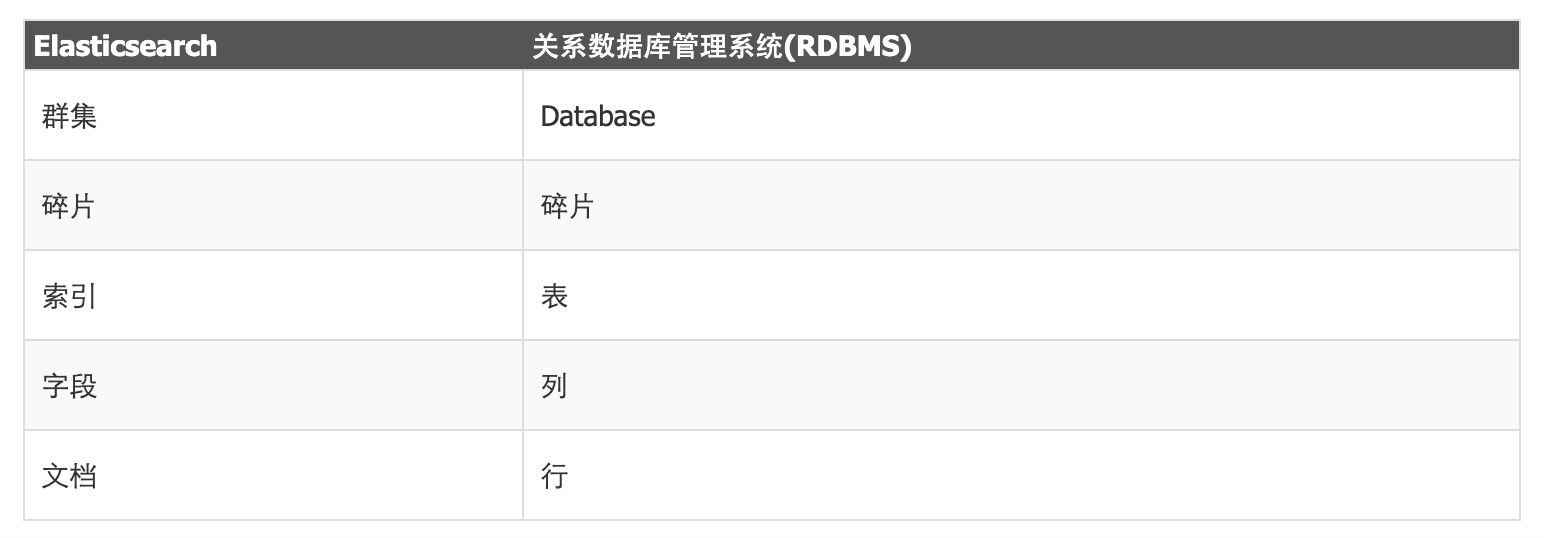 Elasticsearch 关系数据库管理系统(RDBMS)
群集 Database
碎片 碎片
索引 表
字段 列
文档 行